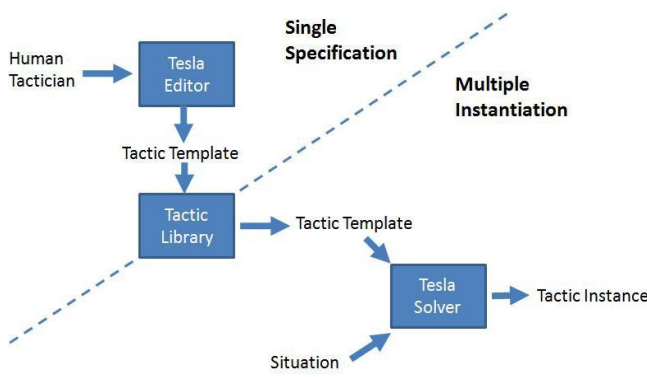 Single
Specification
Human
Tactician
Tesla
Editor
Multiple
Instantiation
Tactic Template
Tactic
Library
Tactic Template
Tesla
Solver
Tactic Instance
Situation